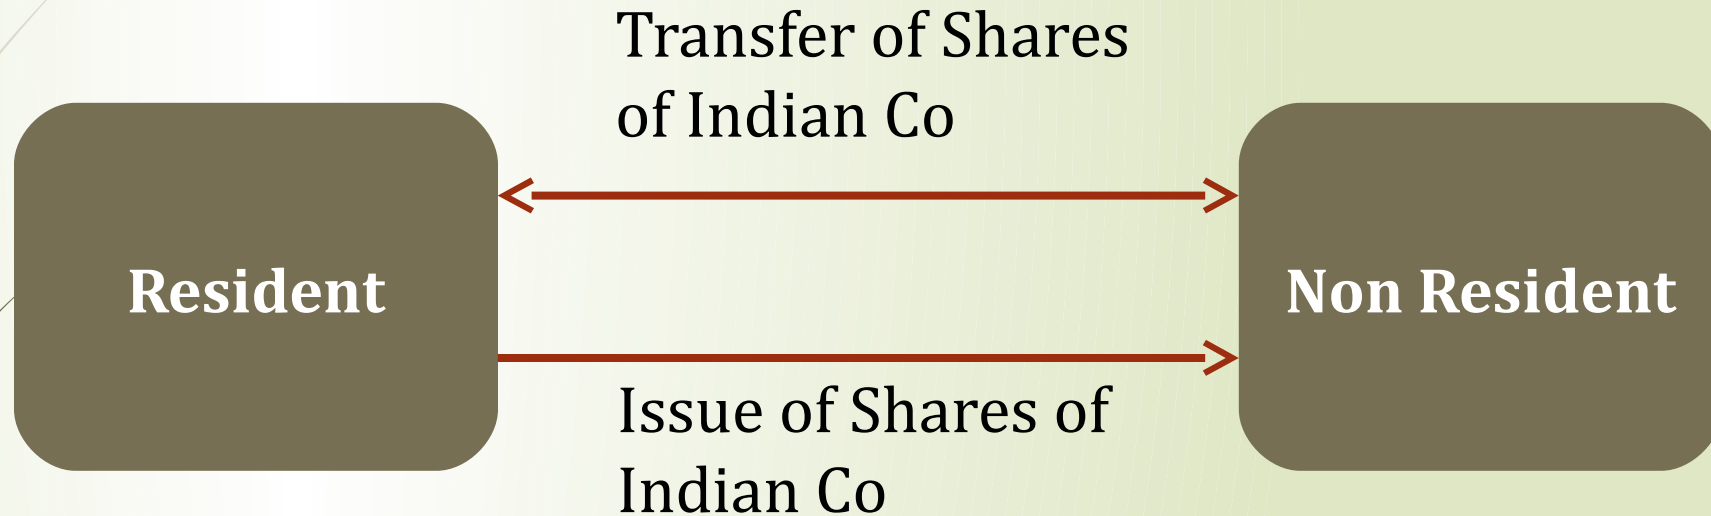 Transfer of Shares
of Indian Co
Resident
Non Resident
Issue of Shares of
Indian Co